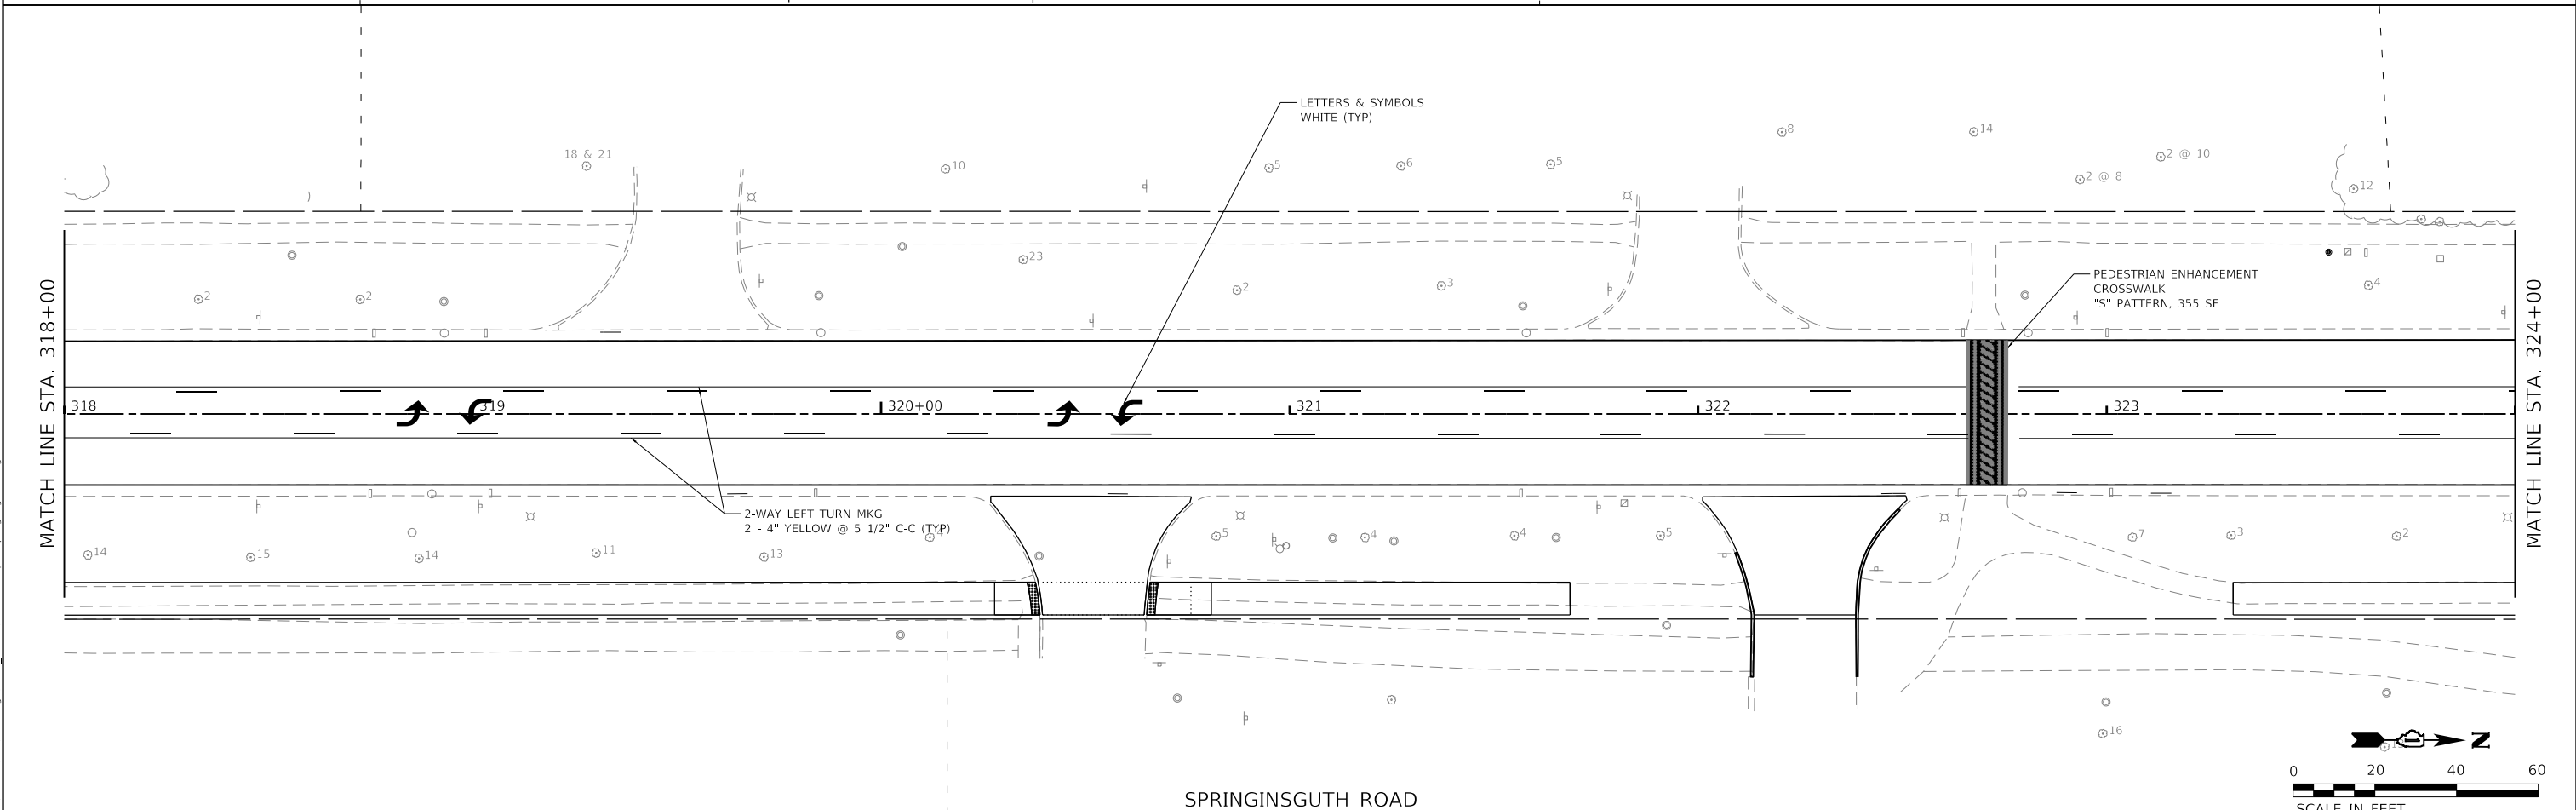 LETTERS & SYMBOLS
WHITE (TYP)
8
14
18 & 21
10
5
6
5
2 @ 10
2 @ 8
12
23
2
2
2
3
4
PEDESTRIAN ENHANCEMENT
CROSSWALK
"S" PATTERN, 355 SF
MATCH LINE STA. 318+00
MATCH LINE STA. 324+00
318
319
320+00
321
322
323
2-WAY LEFT TURN MKG
2 - 4" YELLOW @ 5 1/2" C-C (TYP)
14
15
14
11
13
5
4
4
5
7
3
2
16
N
0 20 40 60
SCALE IN FEET
SPRINGINSGUTH ROAD